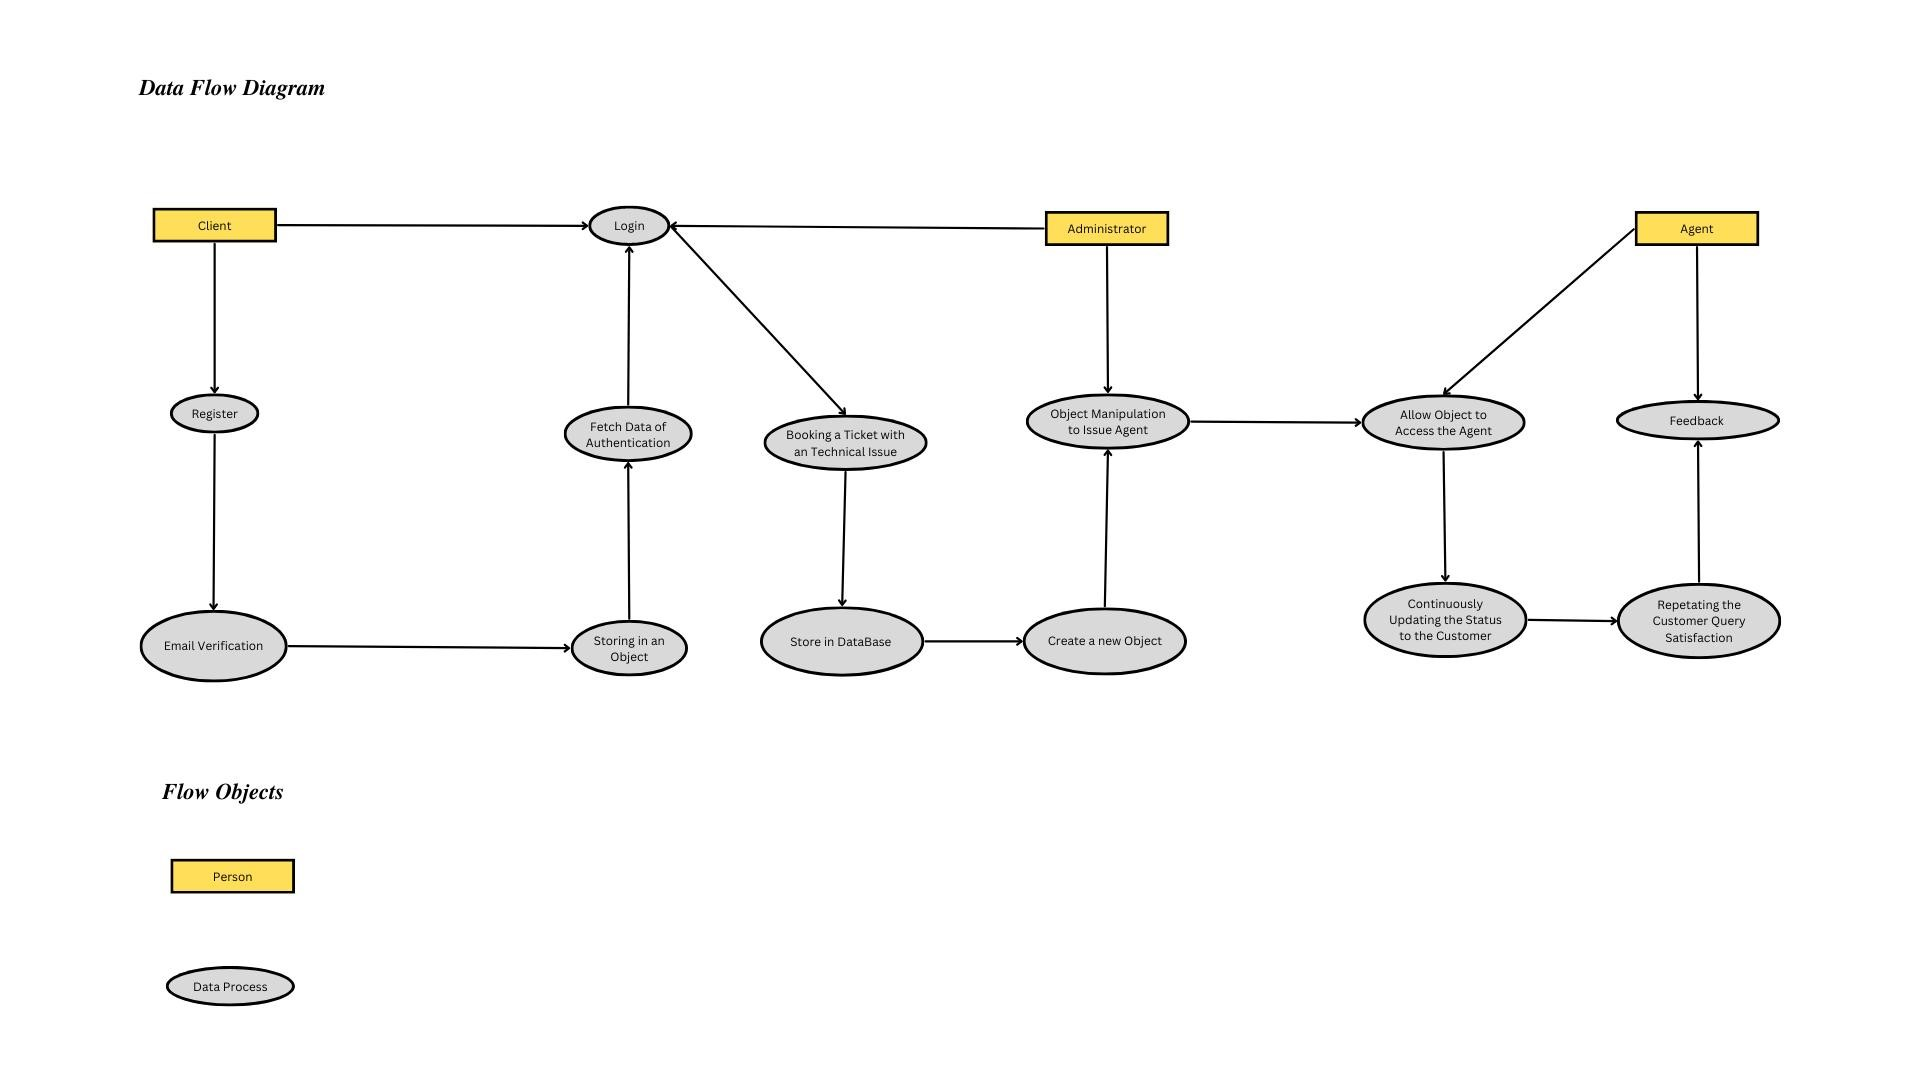 Data Flow Diagram
Client
Login
Administrator
Agent
Register
Fetch Data of
Authentication
Booking a Ticket with
an Technical Issue
Object Manipulation
to Issue Agent
Allow Object to
Access the Agent
Feedback
Email Verification
Storing in an
Object
Store in DataBase
Create a new Object
Continuously
Updating the Status
to the Customer
Repetating the
Customer Query
Satisfaction
Flow Objects
Person
Data Process